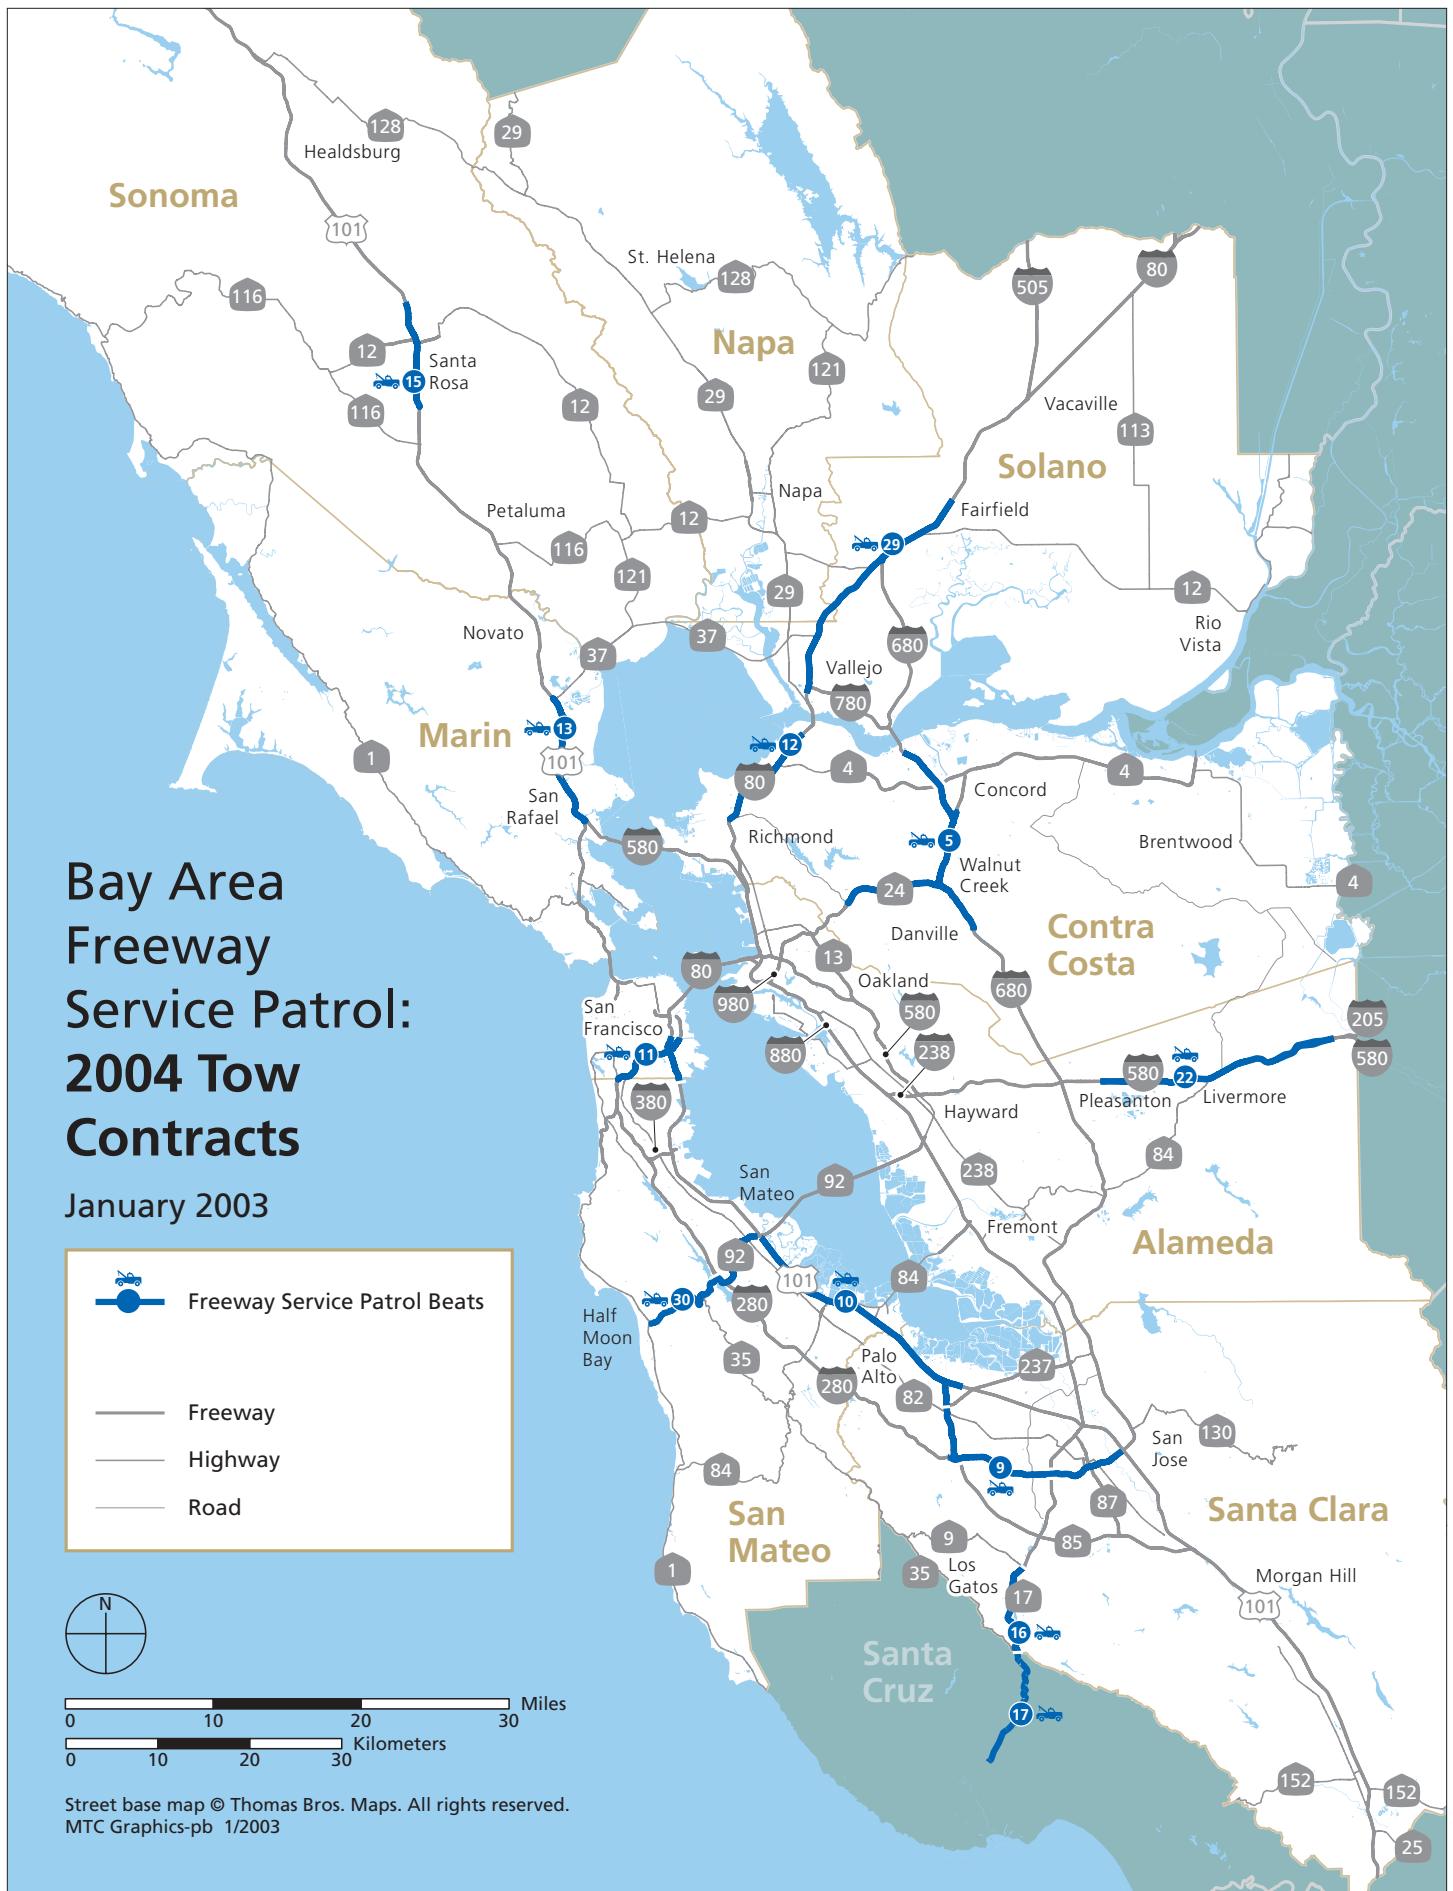 128
29
Healdsburg
Sonoma
101
St. Helena
128
505
80
116
Napa
12
Santa
Rosa
15
121
116
12
29
Vacaville
113
Solano
Napa
Petaluma
12
Fairfield
116
29
121
29
12
Novato
37
37
680
Rio
Vista
Vallejo
780
Marin
13
12
1
101
80
4
4
San
Rafael
Concord
Richmond
580
5
Brentwood
Walnut
Creek
24
4
Bay Area
Freeway
Service Patrol:
2004 Tow
Contracts
January 2003
Danville
Contra
Costa
13
80
Oakland
980
680
San
Francisco
580
205
11
880
238
580
580
22
380
Pleasanton
Livermore
Hayward
84
San
Mateo
92
238
Fremont
Alameda
92
101
84
30
280
10
Half
Moon
Bay
35
Palo
Alto
237
280
82
Freeway Service Patrol Beats
Freeway
Highway
Road
San
Jose
130
84
9
87
San
Mateo
Santa Clara
9
85
1
35
Los
Gatos
17
Morgan Hill
101
16
Santa
Cruz
17
N
Miles
0 10 20 30
Kilometers
0 10 20 30
152
152
25
Street base map © Thomas Bros. Maps. All rights reserved.
MTC Graphics-pb 1/2003